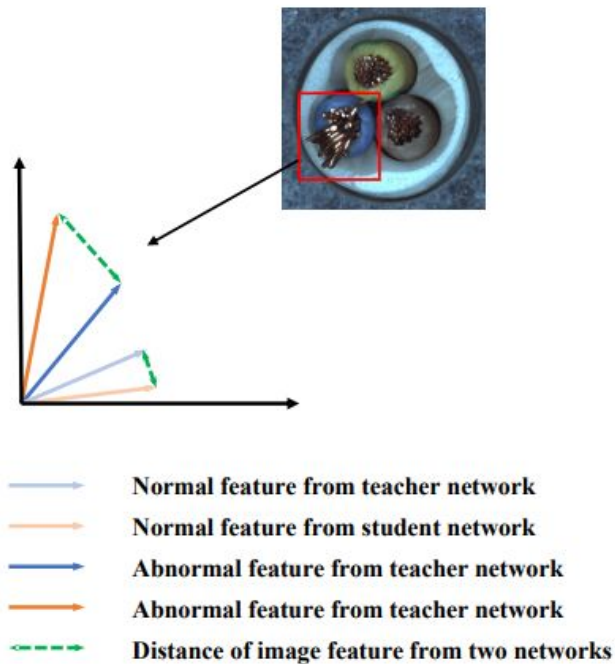 Normal feature from teacher network
Normal feature from student network
Abnormal feature from teacher network
Abnormal feature from teacher network
Distance of image feature from two networks